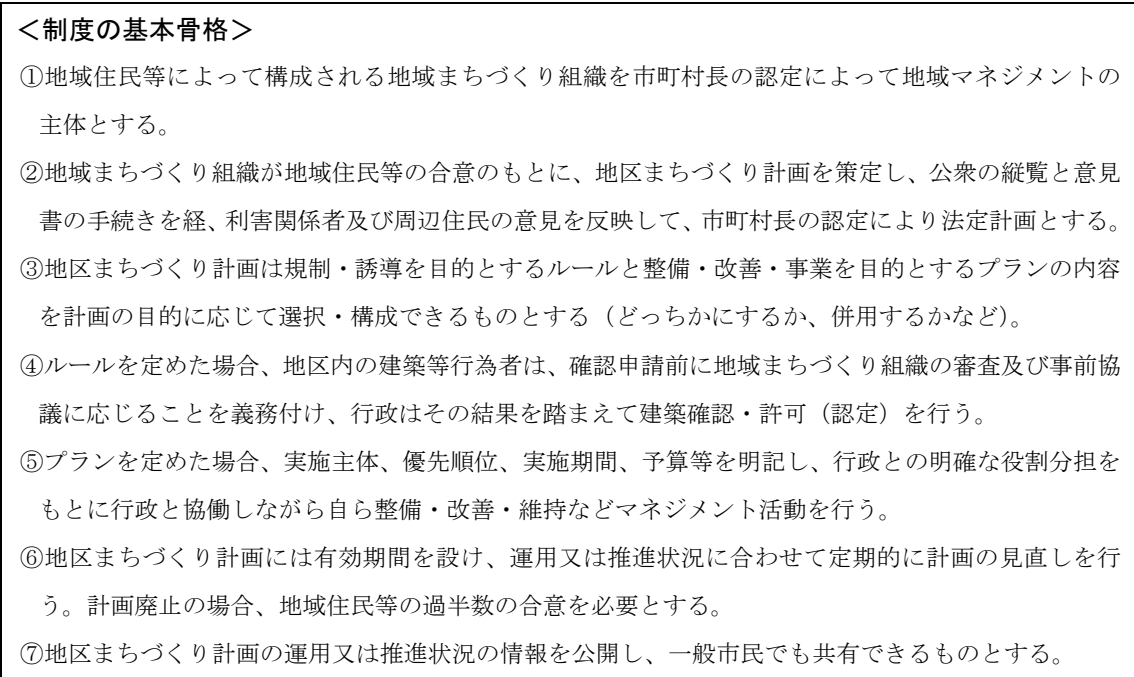 ＜制度の基本骨格＞
①地域住民等によって構成される地域まちづくり組織を市町村長の認定によって地域マネジメントの
主体とする。
②地域まちづくり組織が地域住民等の合意のもとに、地区まちづくり計画を策定し、公衆の縦覧と意見
書の手続きを経、利害関係者及び周辺住民の意見を反映して、市町村長の認定により法定計画とする。
③地区まちづくり計画は規制・誘導を目的とするルールと整備・改善・事業を目的とするプランの内容
を計画の目的に応じて選択・構成できるものとする（どっちかにするか、併用するかなど）。
④ルールを定めた場合、地区内の建築等行為者は、確認申請前に地域まちづくり組織の審査及び事前協
議に応じることを義務付け、行政はその結果を踏まえて建築確認・許可（認定）を行う。
⑤プランを定めた場合、実施主体、優先順位、実施期間、予算等を明記し、行政との明確な役割分担を
もとに行政と協働しながら自ら整備・改善・維持などマネジメント活動を行う。
⑥地区まちづくり計画には有効期間を設け、運用又は推進状況に合わせて定期的に計画の見直しを行
う。計画廃止の場合、地域住民等の過半数の合意を必要とする。
⑦地区まちづくり計画の運用又は推進状況の情報を公開し、一般市民でも共有できるものとする。